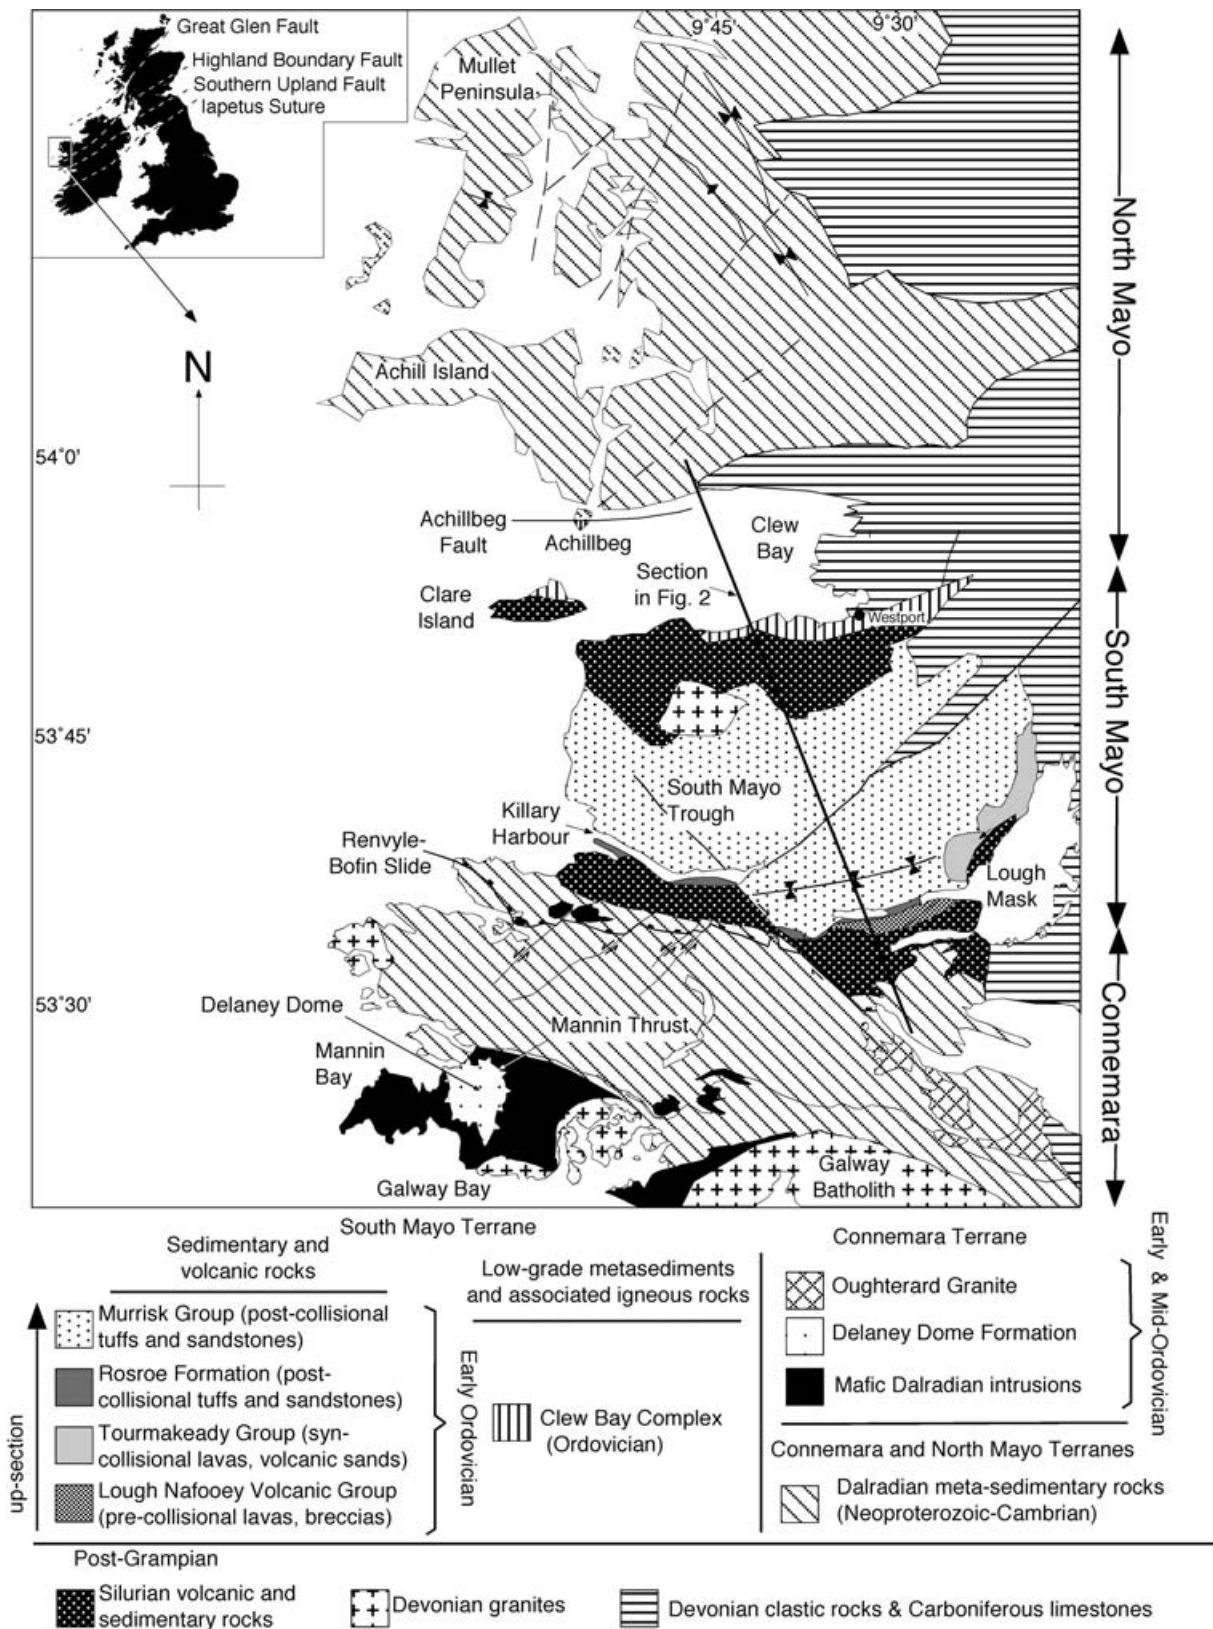 Great Glen Fault
Highland Boundary Fault
Southern Upland Fault
Iapetus Suture
9˚45'
9˚30'
Mullet
Peninsula
North Mayo
N
Achill Island
54˚0'
Achillbeg
Fault
Achillbeg
Clew
Bay
Section
in Fig. 2
Clare
Island
Westport
South Mayo
53˚45'
South Mayo
Trough
Killary
Harbour
Renvyle-
Bofin Slide
Lough
Mask
53˚30'
Delaney Dome
Mannin Thrust
Mannin
Bay
Connemara
Galway Bay
Galway
Batholith
South Mayo Terrane
Sedimentary and
volcanic rocks
up-section
Murrisk Group (post-collisional
tuffs and sandstones)
Rosroe Formation (post-
collisional tuffs and sandstones)
Tourmakeady Group (syn-
collisional lavas, volcanic sands)
Lough Nafooey Volcanic Group
(pre-collisional lavas, breccias)
Early Ordovician
Low-grade metasediments
and associated igneous rocks
Clew Bay Complex
(Ordovician)
Connemara Terrane
Oughterard Granite
Delaney Dome Formation
Mafic Dalradian intrusions
Early & Mid-Ordovician
Connemara and North Mayo Terranes
Dalradian meta-sedimentary rocks
(Neoproterozoic-Cambrian)
Post-Grampian
Silurian volcanic and
sedimentary rocks
Devonian granites
Devonian clastic rocks & Carboniferous limestones